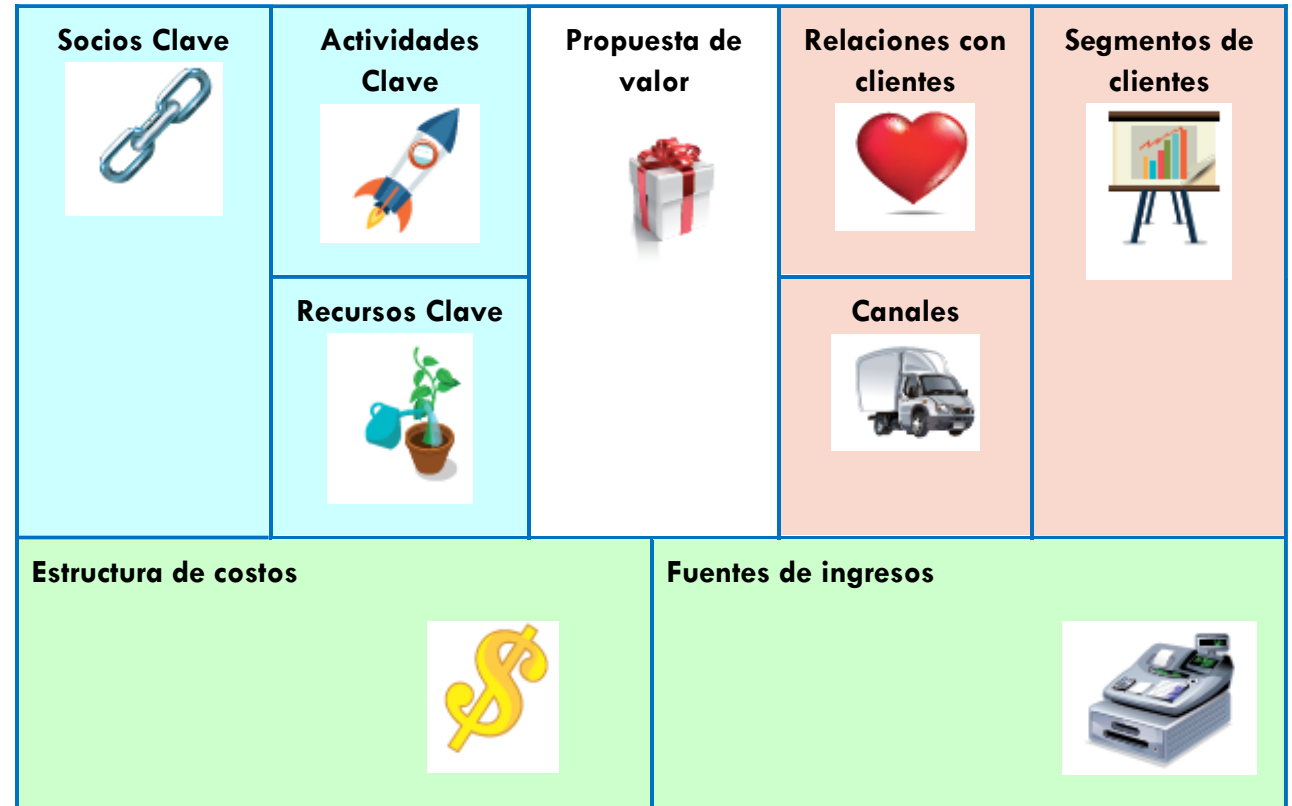 Socios Clave
Actividades
Clave
Propuesta de
valor
Relaciones con
clientes
Segmentos de
clientes
Recursos Clave
Canales
Estructura de costos
Fuentes de ingresos